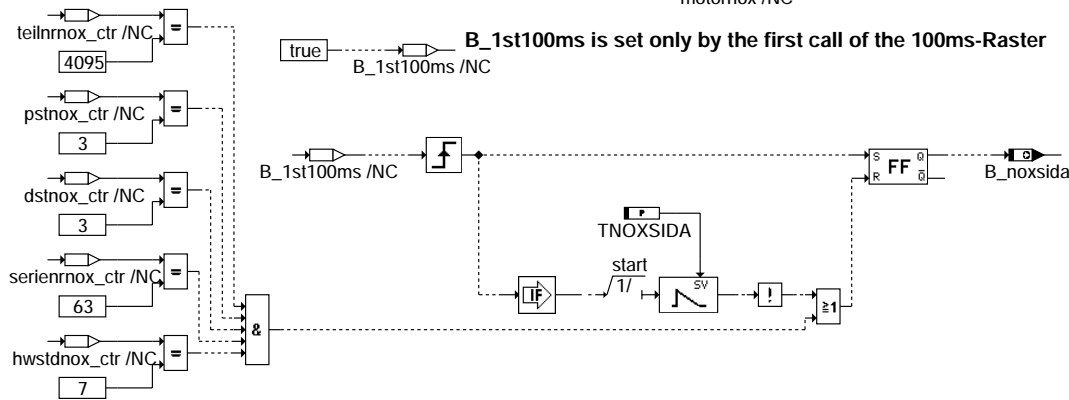 motornox /NC
teilnrnox_ctr /NC
=
4095
true
B_1st100ms /NC
B_1st100ms is set only by the first call of the 100ms-Raster
pstnox_ctr /NC
=
3
B_1st100ms /NC
S Q
R Q
FF
B_noxsida
dstnox_ctr /NC
=
3
P
TNOXSIDA
serienrnox_ctr /NC
=
63
start
1/
IF
SV
!
≥1
&
hwstdnox_ctr /NC
=
7